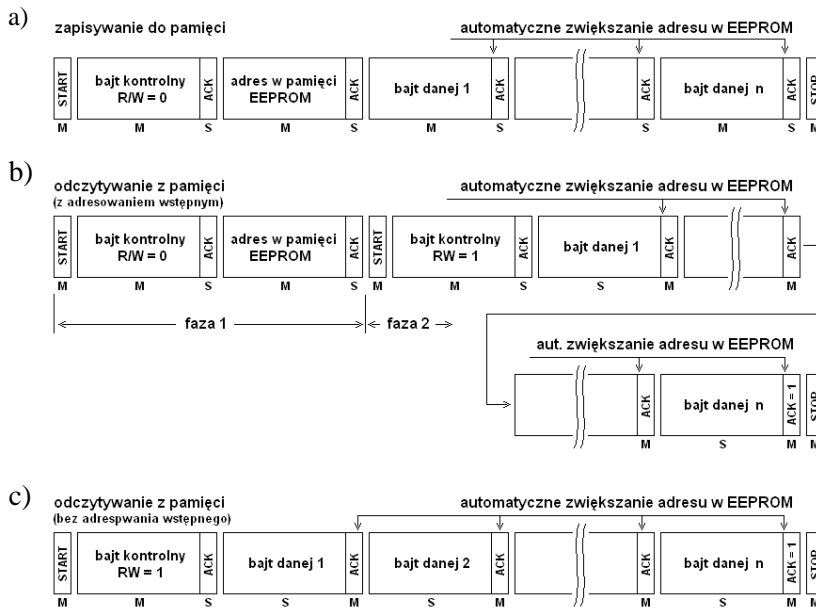 a)
zapisywanie do pamięci
automatyczne zwiększanie adresu w EEPROM
START
bajt kontrolny
R/W = 0
ACK
adres w pamięci
EEPROM
ACK
bajt danej 1
ACK
ACK
bajt danej n
ACK
STOP
M M S M S M S S M S M
b)
odczytywanie z pamięci
(z adresowaniem wstępnym)
automatyczne zwiększanie adresu w EEPROM
START
bajt kontrolny
R/W = 0
ACK
adres w pamięci
EEPROM
ACK
START
bajt kontrolny
RW = 1
ACK
bajt danej 1
ACK
ACK
M M S M S M M S S M M
faza 1
faza 2
aut. zwiększanie adresu w EEPROM
ACK
bajt danej n
ACK = 1
STOP
M S M M
c)
odczytywanie z pamięci
(bez adrespwania wstępnego)
automatyczne zwiększanie adresu w EEPROM
START
bajt kontrolny
RW = 1
ACK
bajt danej 1
ACK
bajt danej 2
ACK
ACK
bajt danej n
ACK = 1
STOP
M M S S M S M M S M M